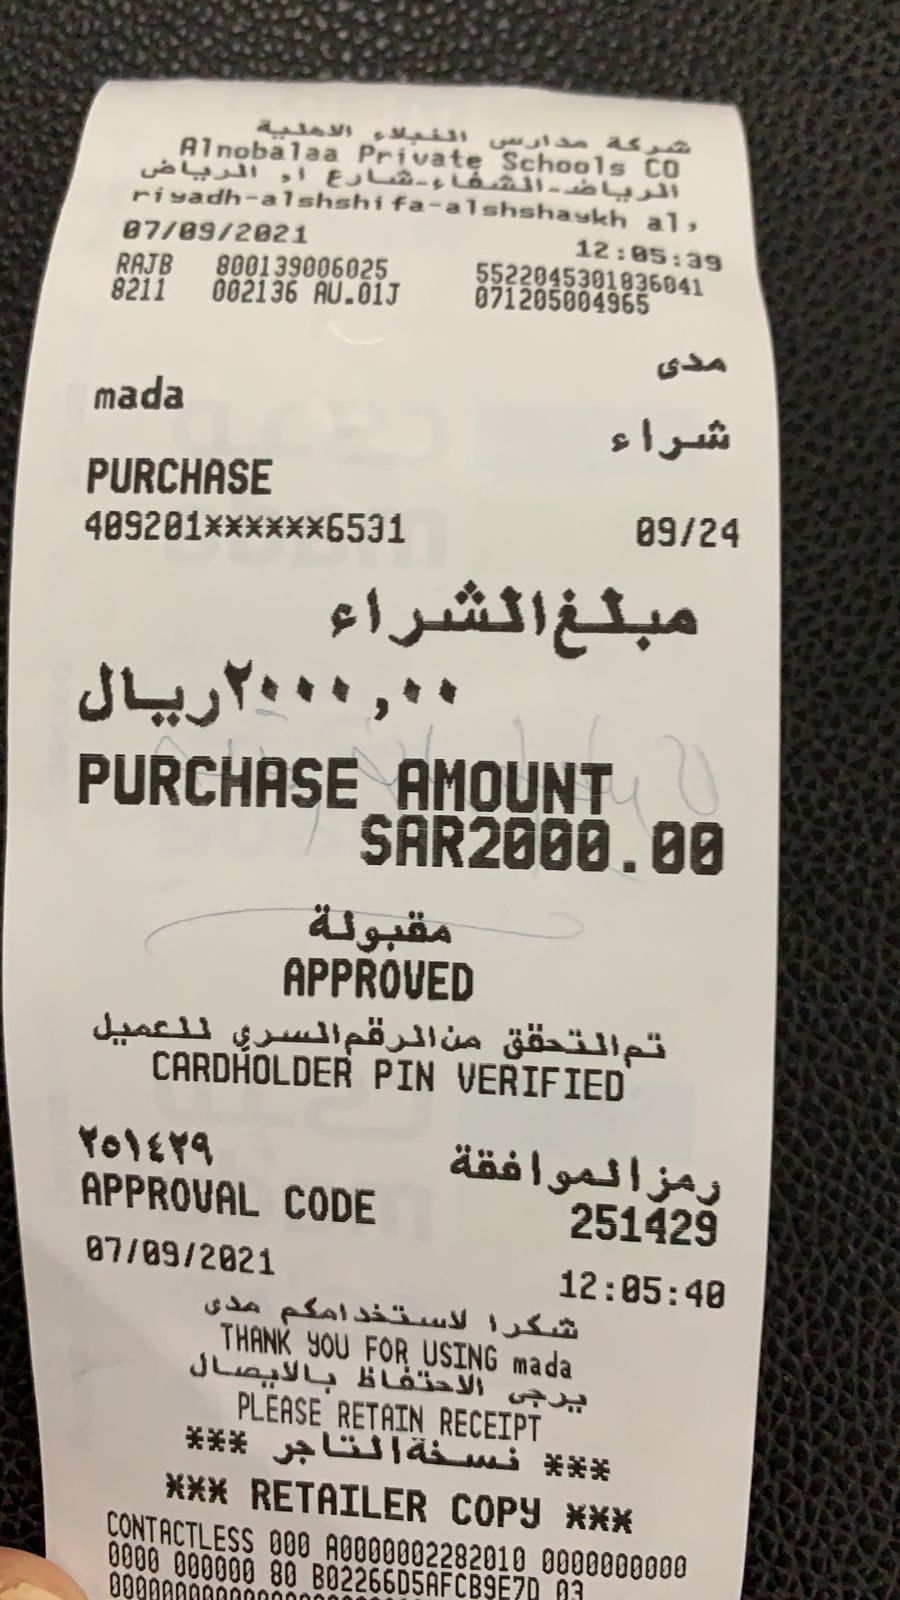 شركة مدارس النبلاء الاهلية
Alnobalaa Private Schools CO
الرياض-الشفاء-شارع ا، الرياض
riyadh-alshshifa-alshshaykh al,
07/09/2021 12:05:39
RAJB 800139006025 5522045301836041
8211 002136 AU.01J 071205004965
مدى
mada
شراء
PURCHASE
409201******6531 09/24
مبلغ الشراء
٢٠٠٠,٠٠ ريال
PURCHASE AMOUNT
SAR2000.00
مقبولة
APPROVED
تم التحقق من الرقم السري للعميل
CARDHOLDER PIN VERIFIED
رمز الموافقة ٢٥١٤٢٩
APPROVAL CODE 251429
07/09/2021 12:05:40
شكرا لاستخدامكم مدى
THANK YOU FOR USING mada
يرجى الاحتفاظ بالايصال
PLEASE RETAIN RECEIPT
*** نسخة التاجر ***
*** RETAILER COPY ***
CONTACTLESS 000 A0000002282010 0000000000
0000 000000 80 B02266D5AFCB9E7D 03